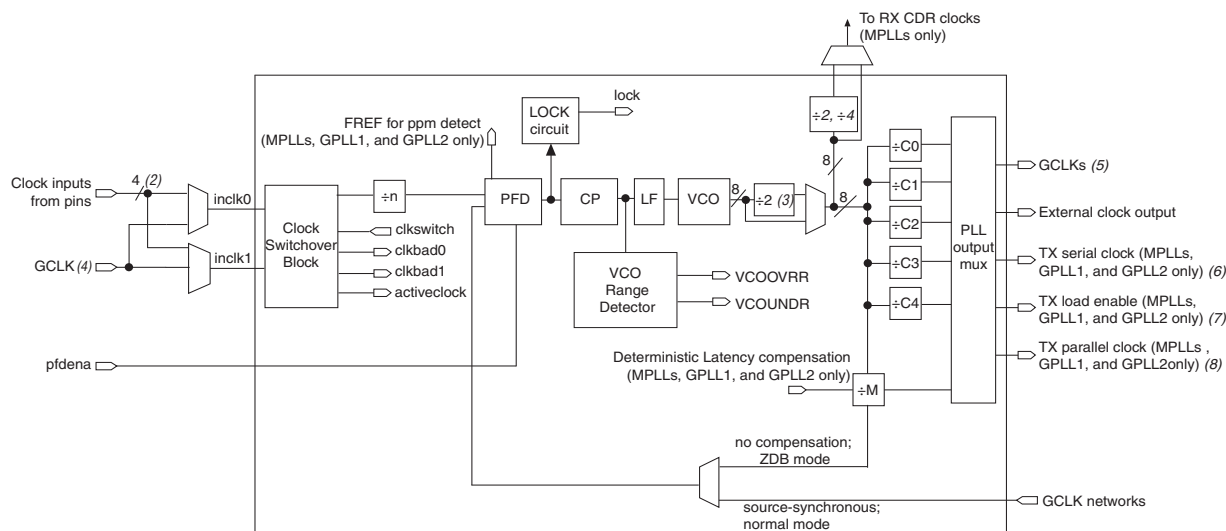 To RX CDR clocks
(MPLLs only)
LOCK
circuit
lock
÷2, ÷4
FREF for ppm detect
(MPLLs, GPLL1, and GPLL2 only)
8
÷C0
GCLKs (5)
4 (2)
Clock inputs
from pins
inclk0
÷n
PFD
CP
LF
VCO
8
÷2 (3)
8
÷C1
External clock output
Clock
Switchover
Block
clkswitch
clkbad0
clkbad1
activeclock
÷C2
PLL
output
mux
GCLK (4)
inclk1
VCO
Range
Detector
VCOOVRR
VCOUNDR
÷C3
TX serial clock (MPLLs,
GPLL1, and GPLL2 only) (6)
÷C4
TX load enable (MPLLs,
GPLL1, and GPLL2 only) (7)
TX parallel clock (MPLLs ,
GPLL1, and GPLL2only) (8)
pfdena
Deterministic Latency compensation
(MPLLs, GPLL1, and GPLL2 only)
÷M
no compensation;
ZDB mode
source-synchronous;
normal mode
GCLK networks